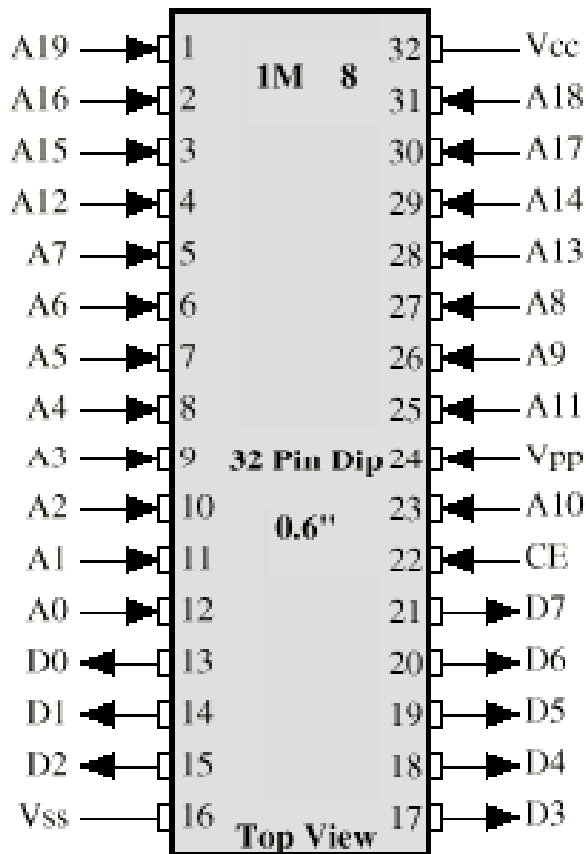 A19 1 1M 8 32 Vcc
A16 2 31 A18
A15 3 30 A17
A12 4 29 A14
A7 5 28 A13
A6 6 27 A8
A5 7 26 A9
A4 8 25 A11
A3 9 32 Pin Dip 24 Vpp
A2 10 0.6" 23 A10
A1 11 22 CE
A0 12 21 D7
D0 13 20 D6
D1 14 19 D5
D2 15 18 D4
Vss 16 Top View 17 D3